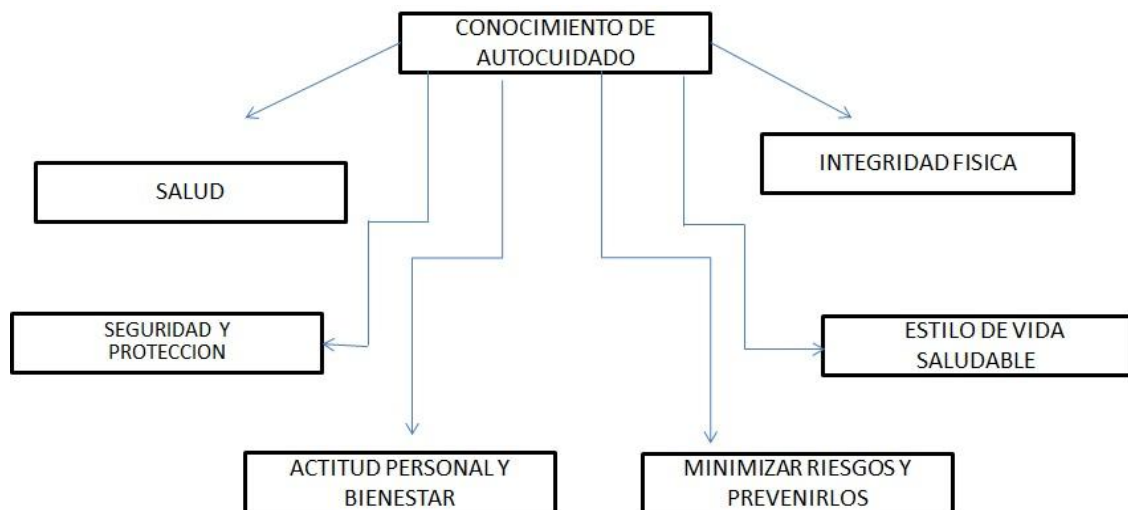 CONOCIMIENTO DE
AUTOCUIDADO
INTEGRIDAD FISICA
SALUD
SEGURIDAD Y
PROTECCION
ESTILO DE VIDA
SALUDABLE
ACTITUD PERSONAL Y
BIENESTAR
MINIMIZAR RIESGOS Y
PREVENIRLOS